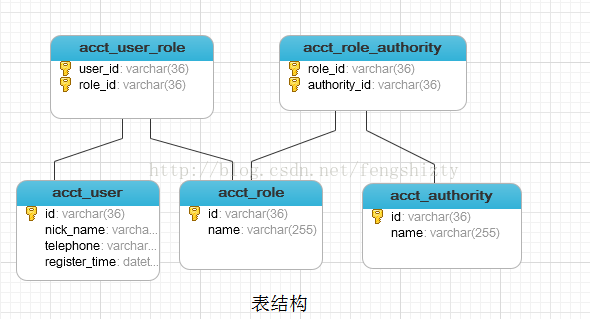 acct_user_role
user_id: varchar(36)
role_id: varchar(36)
acct_role_authority
role_id: varchar(36)
authority_id: varchar(36)
http://blog.csdn.net/fengshizty
acct_user
id: varchar(36)
nick_name: varcha...
telephone: varchar...
register_time: datet...
acct_role
id: varchar(36)
name: varchar(255)
acct_authority
id: varchar(36)
name: varchar(255)
表结构